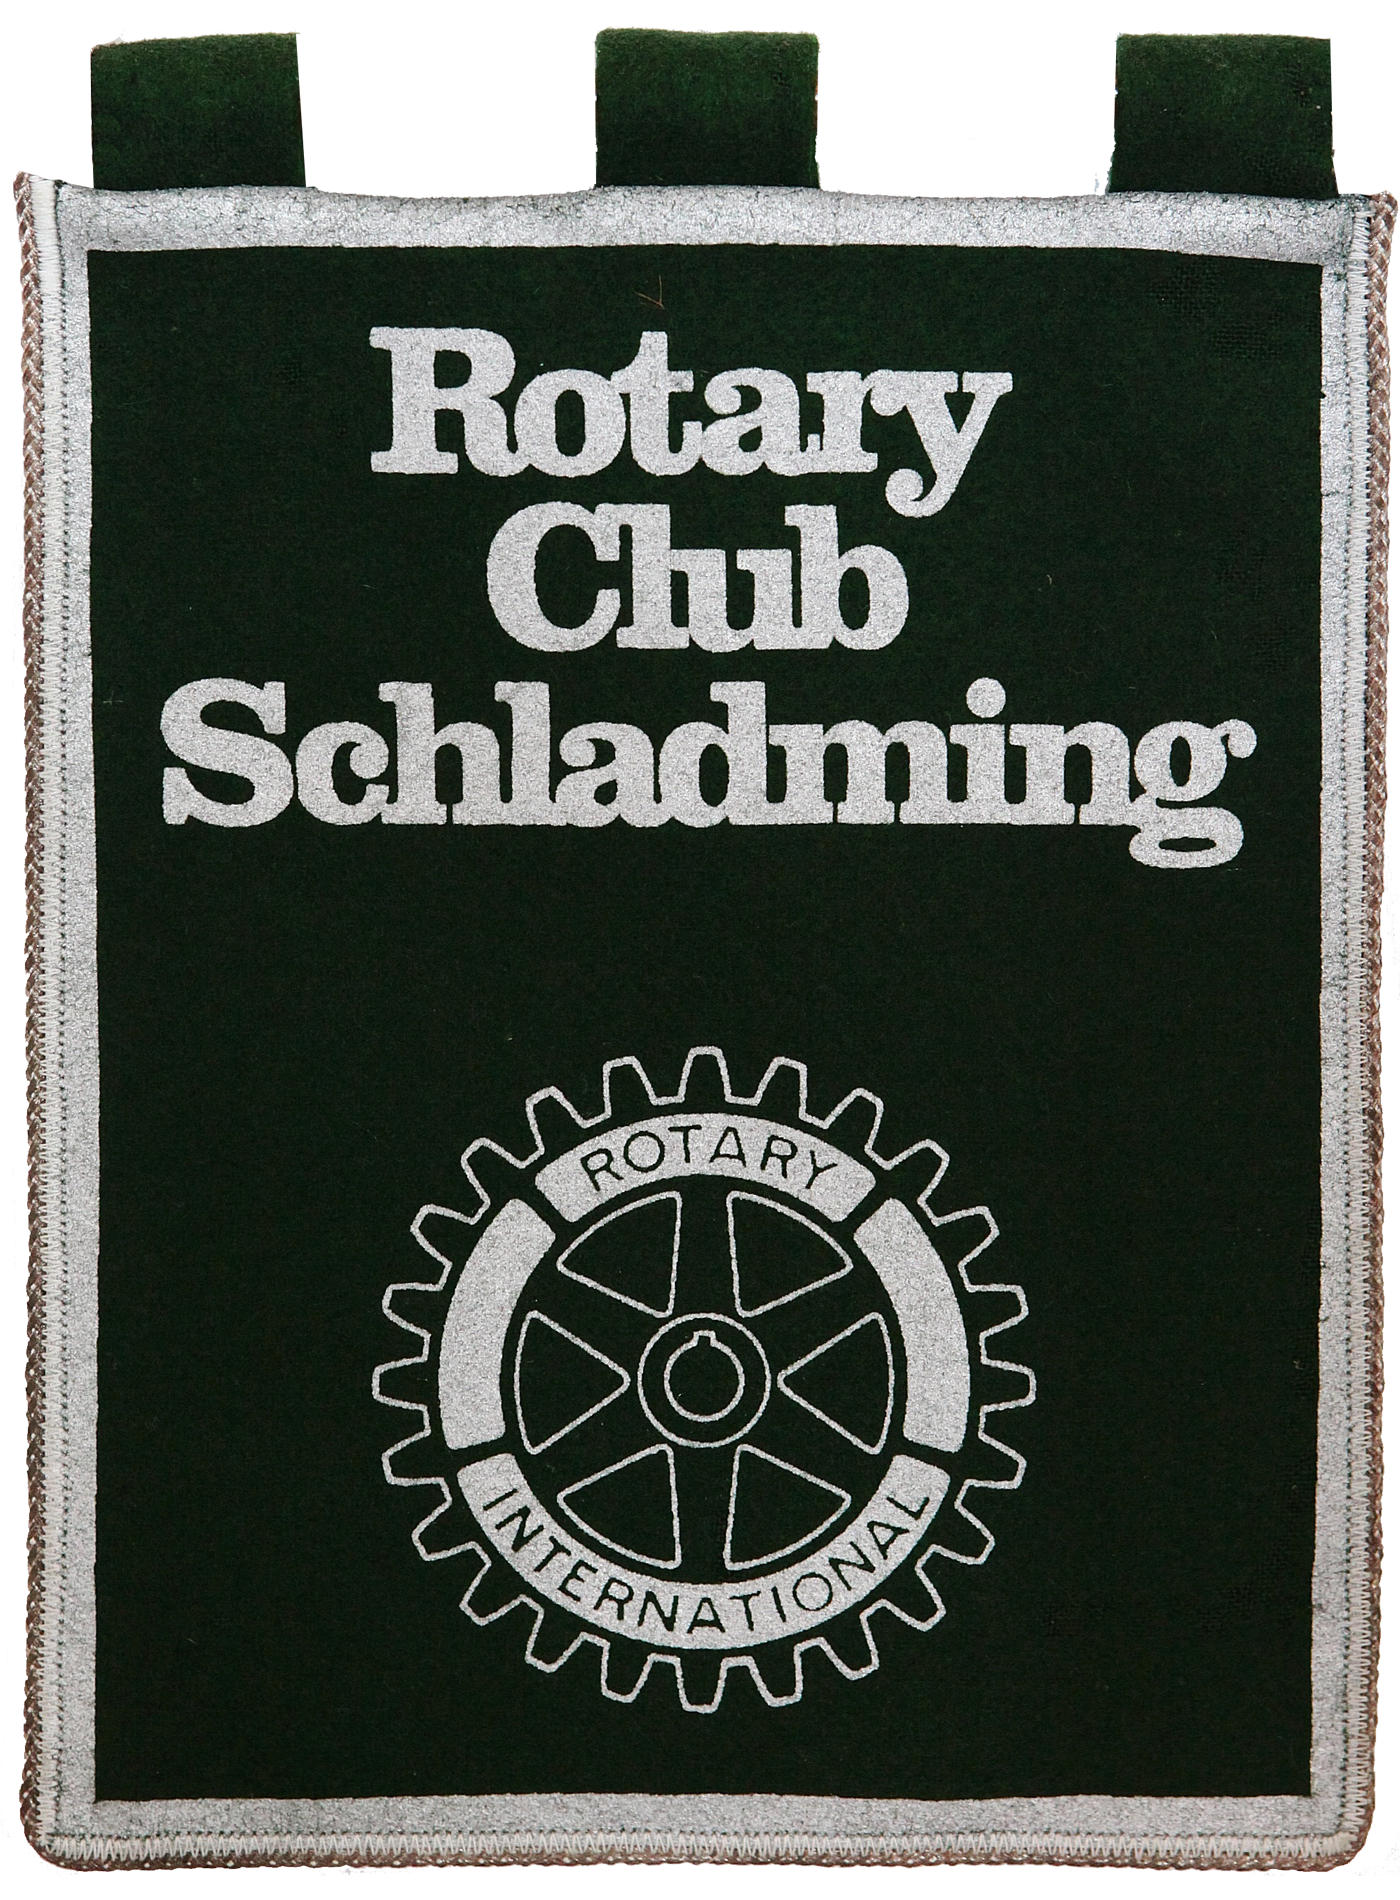 Rotary
Club
Schladming
ROTARY
INTERNATIONAL